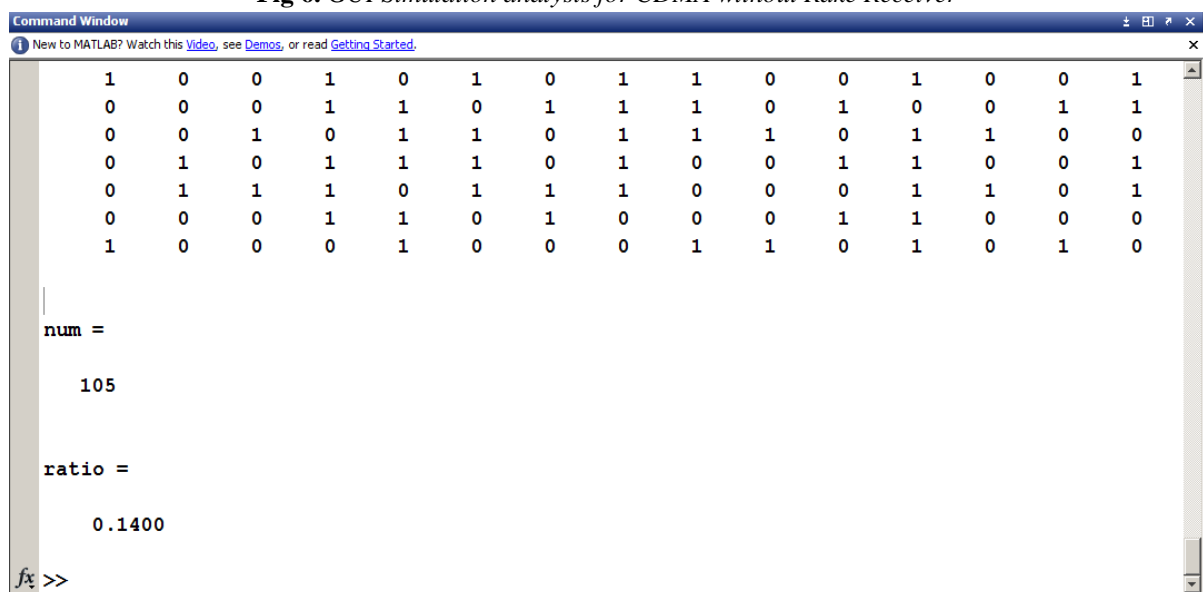 Fig 6. GUI Simulation analysis for CDMA without Rake Receiver
Command Window
New to MATLAB? Watch this Video, see Demos, or read Getting Started.
1 0 0 1 0 1 0 1 1 0 0 1 0 0 1
0 0 0 1 1 0 1 1 1 0 1 0 0 1 1
0 0 1 0 1 1 0 1 1 1 0 1 1 0 0
0 1 0 1 1 1 0 1 0 0 1 1 0 0 1
0 1 1 1 0 1 1 1 0 0 0 1 1 0 1
0 0 0 1 1 0 1 0 0 0 1 1 0 0 0
1 0 0 0 1 0 0 0 1 1 0 1 0 1 0
num =
105
ratio =
0.1400
fx >>